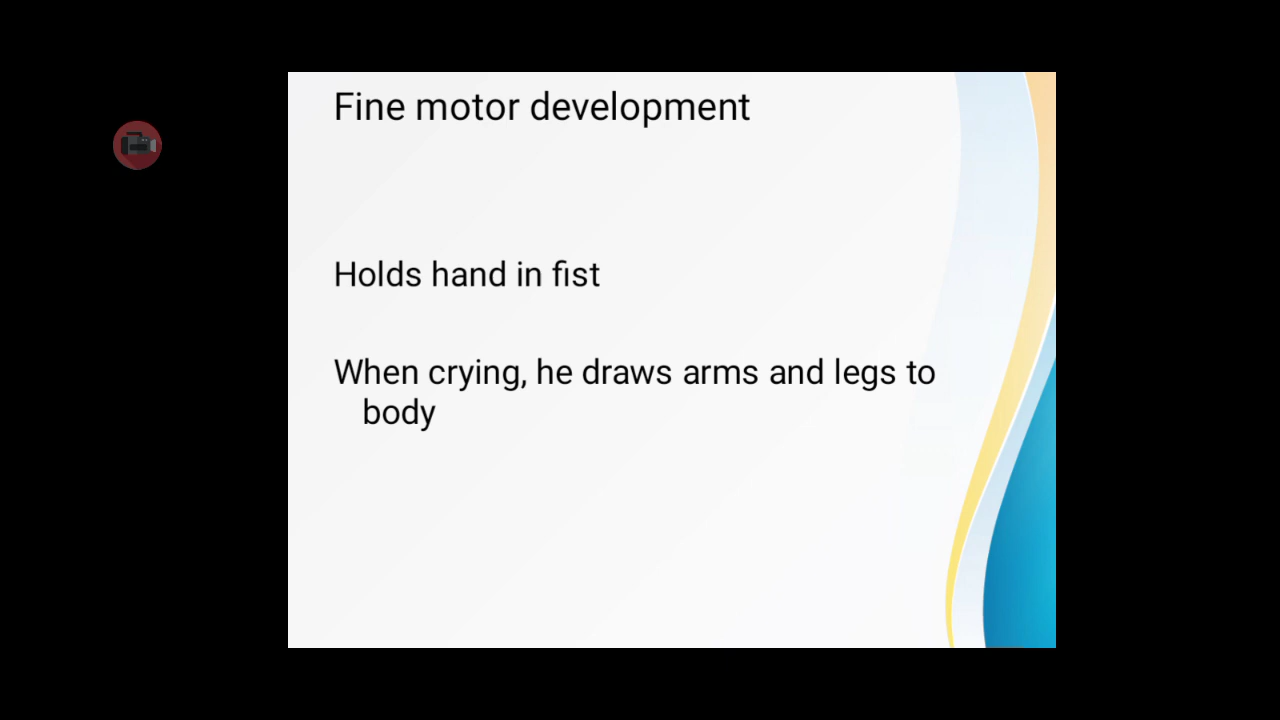 Fine motor development
Holds hand in fist
When crying, he draws arms and legs to
body